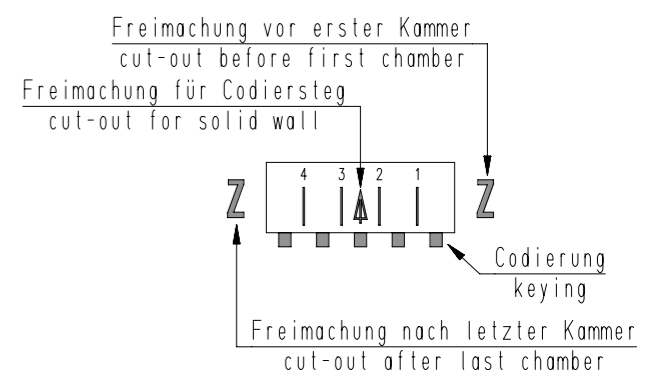 Freimachung vor erster Kammer
cut-out before first chamber
Freimachung für Codiersteg
cut-out for solid wall
4 3 2 1
Z Z
Codierung
keying
Freimachung nach letzter Kammer
cut-out after last chamber